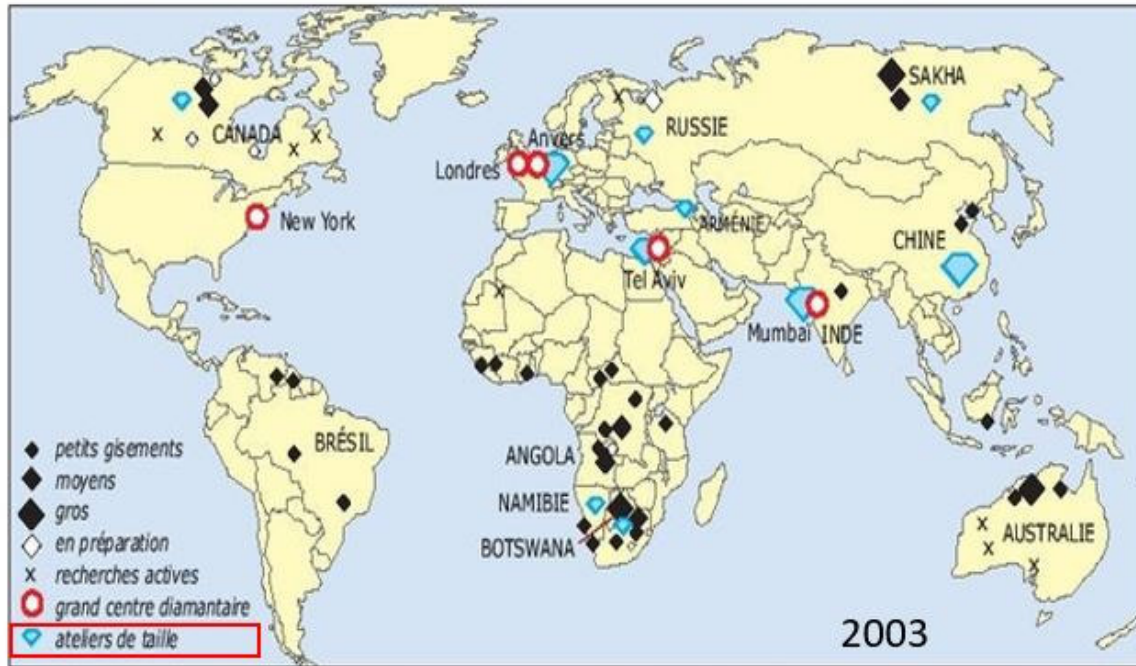 SAKHA
CANADA
RUSSIE
Anvers
Londres
New York
ARMÉNIE
CHINE
Tel Aviv
Mumbai INDE
BRÉSIL
ANGOLA
NAMIBIE
BOTSWANA
AUSTRALIE
petits gisements
moyens
gros
en préparation
recherches actives
grand centre diamantaire
ateliers de taille
2003